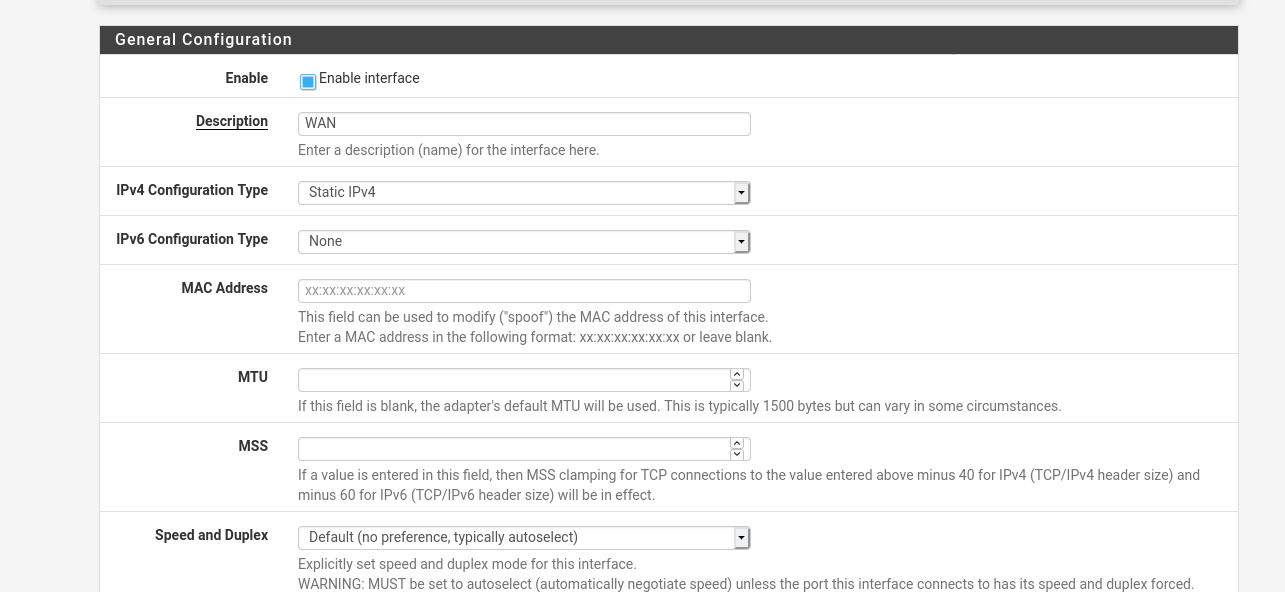 General Configuration
Enable
Enable interface
Description
WAN
Enter a description (name) for the interface here.
IPv4 Configuration Type
Static IPv4
IPv6 Configuration Type
None
MAC Address
xx:xx:xx:xx:xx:xx
This field can be used to modify ("spoof") the MAC address of this interface.
Enter a MAC address in the following format: xx:xx:xx:xx:xx:xx or leave blank.
MTU
If this field is blank, the adapter's default MTU will be used. This is typically 1500 bytes but can vary in some circumstances.
MSS
If a value is entered in this field, then MSS clamping for TCP connections to the value entered above minus 40 for IPv4 (TCP/IPv4 header size) and
minus 60 for IPv6 (TCP/IPv6 header size) will be in effect.
Speed and Duplex
Default (no preference, typically autoselect)
Explicitly set speed and duplex mode for this interface.
WARNING: MUST be set to autoselect (automatically negotiate speed) unless the port this interface connects to has its speed and duplex forced.